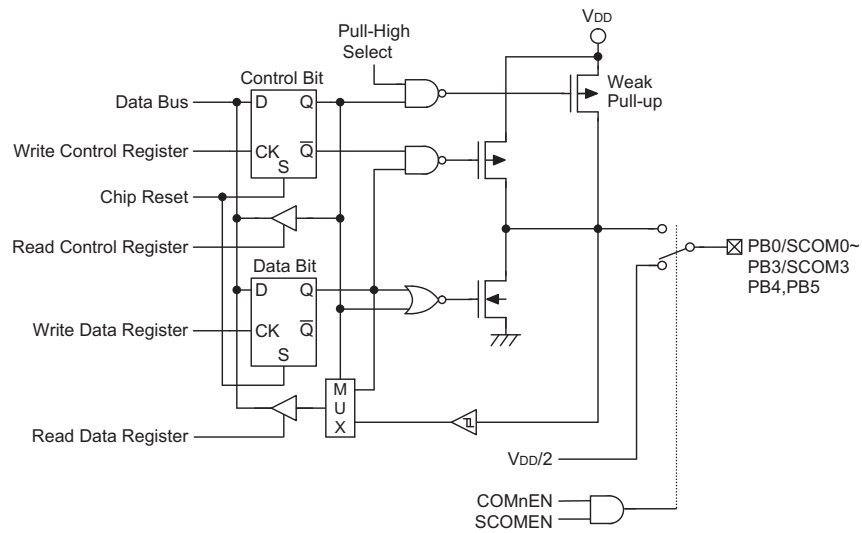 VDD
Pull-High
Select
Control Bit
Weak
Pull-up
Data Bus
D
Q
Write Control Register
CK
Q
S
Chip Reset
Read Control Register
Data Bit
D
Q
PB0/SCOM0~
PB3/SCOM3
PB4,PB5
Write Data Register
CK
Q
S
M
U
X
Read Data Register
VDD/2
COMnEN
SCOMEN